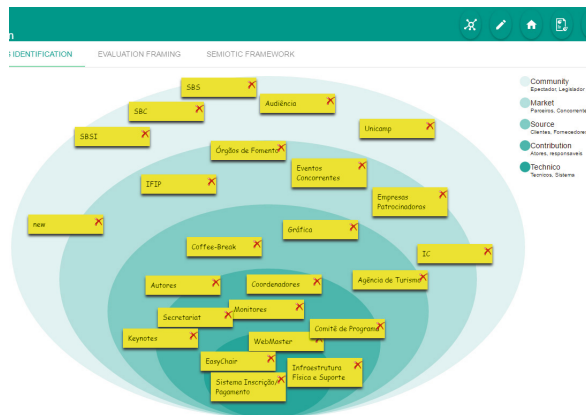 n
S IDENTIFICATION
EVALUATION FRAMING
SEMIOTIC FRAMEWORK
SBS
Audiência
SBC
Unicamp
SBSI
Órgãos de Fomento
Eventos
Concorrentes
IFIP
Empresas
Patrocinadoras
new
Gráfica
Coffee-Break
IC
Autores
Coordenadores
Agência de Turismo
Monitores
Secretariat
Comitê de Programa
Keynotes
WebMaster
EasyChair
Infraestrutura
Física e Suporte
Sistema Inscrição/
Pagamento
Community
Epectador, Legislador
Market
Parceiros, Concorrente
Source
Clientes, Fornecedores
Contribution
Atores, responsaveis
Technico
Tecnicos, Sistema